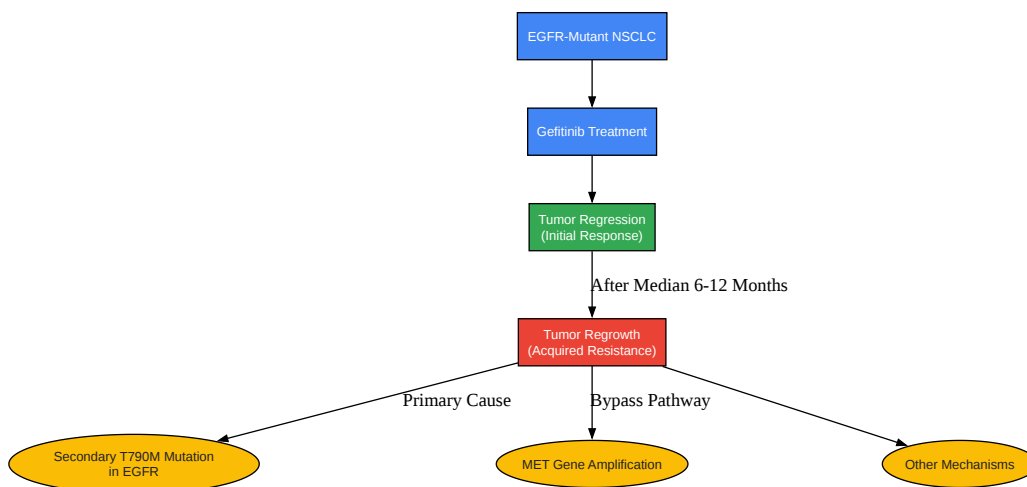 EGFR-Mutant NSCLC
Gefitinib Treatment
Tumor Regression
(Initial Response)
After Median 6-12 Months
Tumor Regrowth
(Acquired Resistance)
Primary Cause
Bypass Pathway
Secondary T790M Mutation
in EGFR
MET Gene Amplification
Other Mechanisms